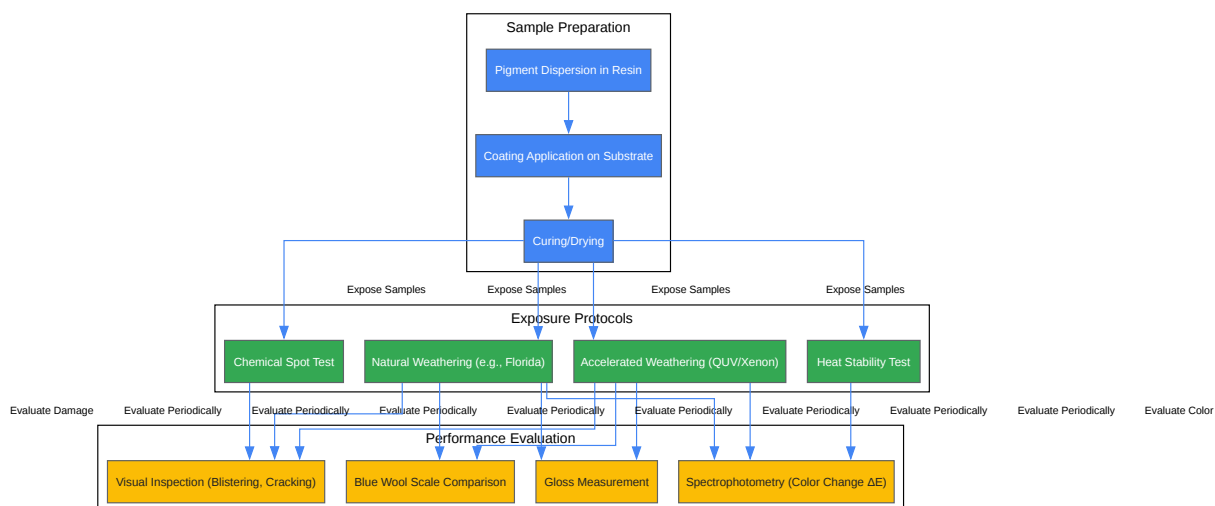 Sample Preparation
Pigment Dispersion in Resin
Coating Application on Substrate
Curing/Drying
Expose Samples
Expose Samples
Expose Samples
Expose Samples
Exposure Protocols
Chemical Spot Test
Natural Weathering (e.g., Florida)
Accelerated Weathering (QUV/Xenon)
Heat Stability Test
Evaluate Damage
Evaluate Periodically
Evaluate Periodically
Evaluate Periodically
Evaluate Periodically
Evaluate Periodically
Evaluate Periodically
Evaluate Periodically
Evaluate Periodically
Evaluate Color
Performance Evaluation
Visual Inspection (Blistering, Cracking)
Blue Wool Scale Comparison
Gloss Measurement
Spectrophotometry (Color Change ΔE)